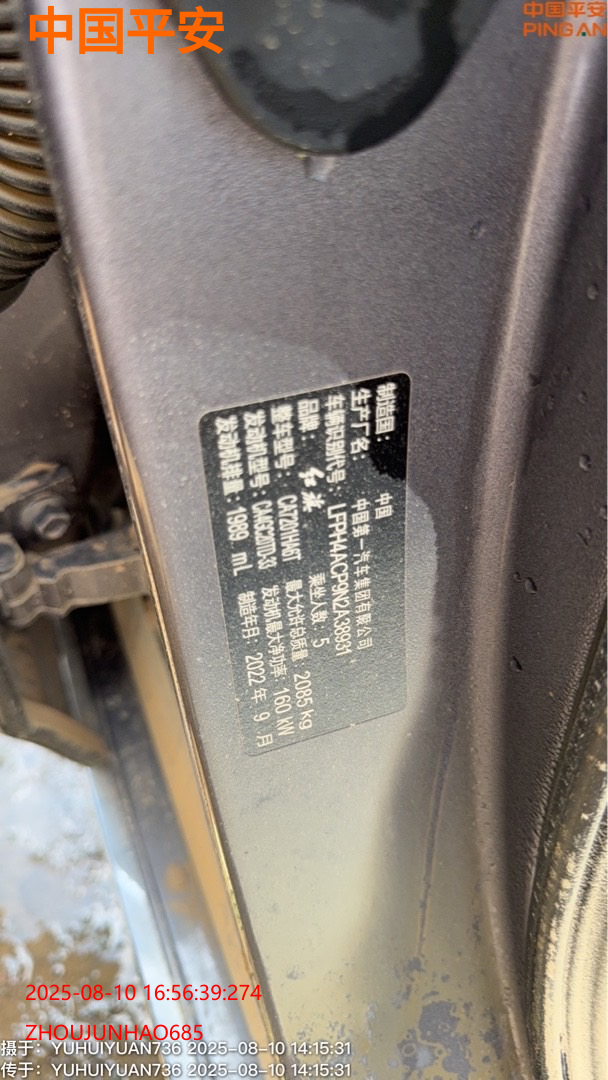 中国平安
中国平安
PINGAN
制造国: 中国
生产厂名: 中国第一汽车集团有限公司
车辆识别代号: LFPH4ACP9N2A38931
品牌: 红旗 乘坐人数: 5
整车型号: CA7201HA6T 最大允许总质量: 2085 kg
发动机型号: CA4GC20TD-33 发动机最大净功率: 160 kW
发动机排量: 1989 mL 制造年月: 2022 年 9 月
2025-08-10 16:56:39:274
ZHOUJUNHAO685
摄于: YUHUIYUAN736 2025-08-10 14:15:31
传于: YUHUIYUAN736 2025-08-10 14:15:31